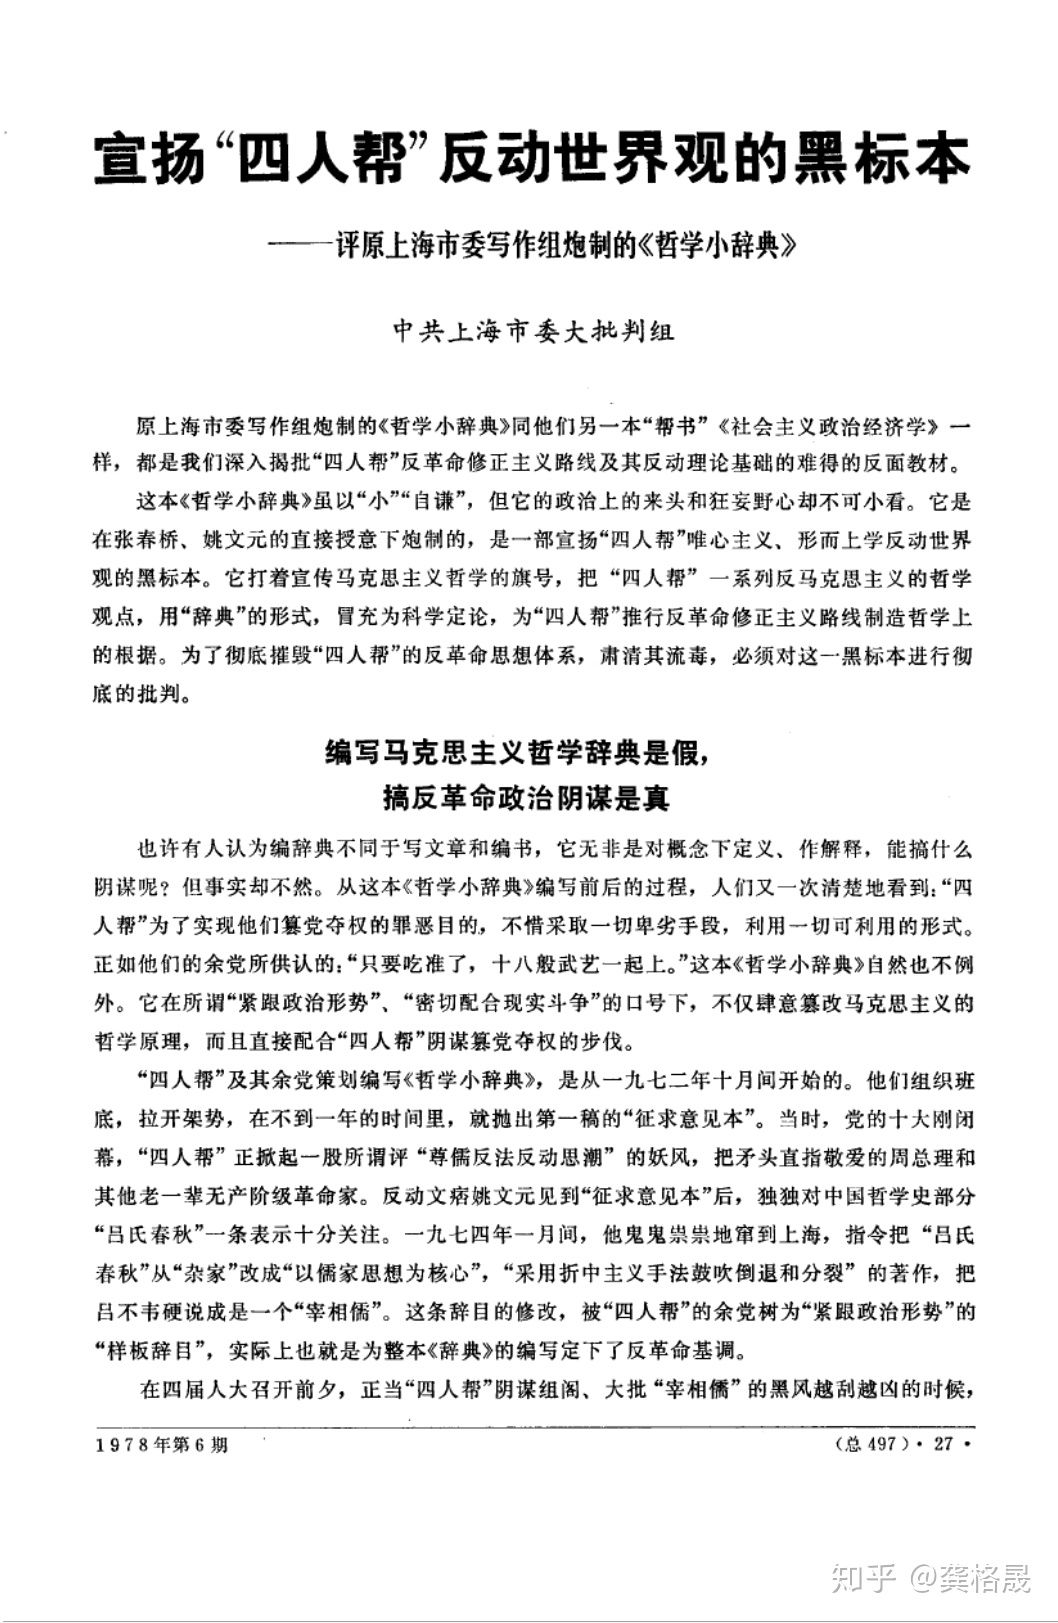 宣扬“四人帮”反动世界观的黑标本
——评原上海市委写作组炮制的《哲学小辞典》
中共上海市委大批判组
原上海市委写作组炮制的《哲学小辞典》同他们另一本“帮书”《社会主义政治经济学》一
样，都是我们深入揭批“四人帮”反革命修正主义路线及其反动理论基础的难得的反面教材。
这本《哲学小辞典》虽以“小”“自谦”，但它的政治上的来头和狂妄野心却不可小看。它是
在张春桥、姚文元的直接授意下炮制的，是一部宣扬“四人帮”唯心主义、形而上学反动世界
观的黑标本。它打着宣传马克思主义哲学的旗号，把“四人帮”一系列反马克思主义的哲学
观点，用“辞典”的形式，冒充为科学定论，为“四人帮”推行反革命修正主义路线制造哲学上
的根据。为了彻底摧毁“四人帮”的反革命思想体系，肃清其流毒，必须对这一黑标本进行彻
底的批判。
编写马克思主义哲学辞典是假，
搞反革命政治阴谋是真
也许有人认为编辞典不同于写文章和编书，它无非是对概念下定义、作解释，能搞什么
阴谋呢？但事实却不然。从这本《哲学小辞典》编写前后的过程，人们又一次清楚地看到：“四
人帮”为了实现他们篡党夺权的罪恶目的，不惜采取一切卑劣手段，利用一切可利用的形式。
正如他们的余党所供认的：“只要吃准了，十八般武艺一起上。”这本《哲学小辞典》自然也不例
外。它在所谓“紧跟政治形势”、“密切配合现实斗争”的口号下，不仅肆意篡改马克思主义的
哲学原理，而且直接配合“四人帮”阴谋篡党夺权的步伐。
“四人帮”及其余党策划编写《哲学小辞典》，是从一九七二年十月间开始的。他们组织班
底，拉开架势，在不到一年的时间里，就抛出第一稿的“征求意见本”。当时，党的十大刚闭
幕，“四人帮”正掀起一股所谓评“尊儒反法反动思潮”的妖风，把矛头直指敬爱的周总理和
其他老一辈无产阶级革命家。反动文痞姚文元见到“征求意见本”后，独独对中国哲学史部分
“吕氏春秋”一条表示十分关注。一九七四年一月间，他鬼鬼祟祟地窜到上海，指令把“吕氏
春秋”从“杂家”改成“以儒家思想为核心”，“采用折中主义手法鼓吹倒退和分裂”的著作，把
吕不韦硬说成是一个“宰相儒”。这条辞目的修改，被“四人帮”的余党树为“紧跟政治形势”的
“样板辞目”，实际上也就是为整本《辞典》的编写定下了反革命基调。
在四届人大召开前夕，正当“四人帮”阴谋组阁、大批“宰相儒”的黑风越刮越凶的时候，
1978年第6期
（总497）·27·
知乎 @龚格晟